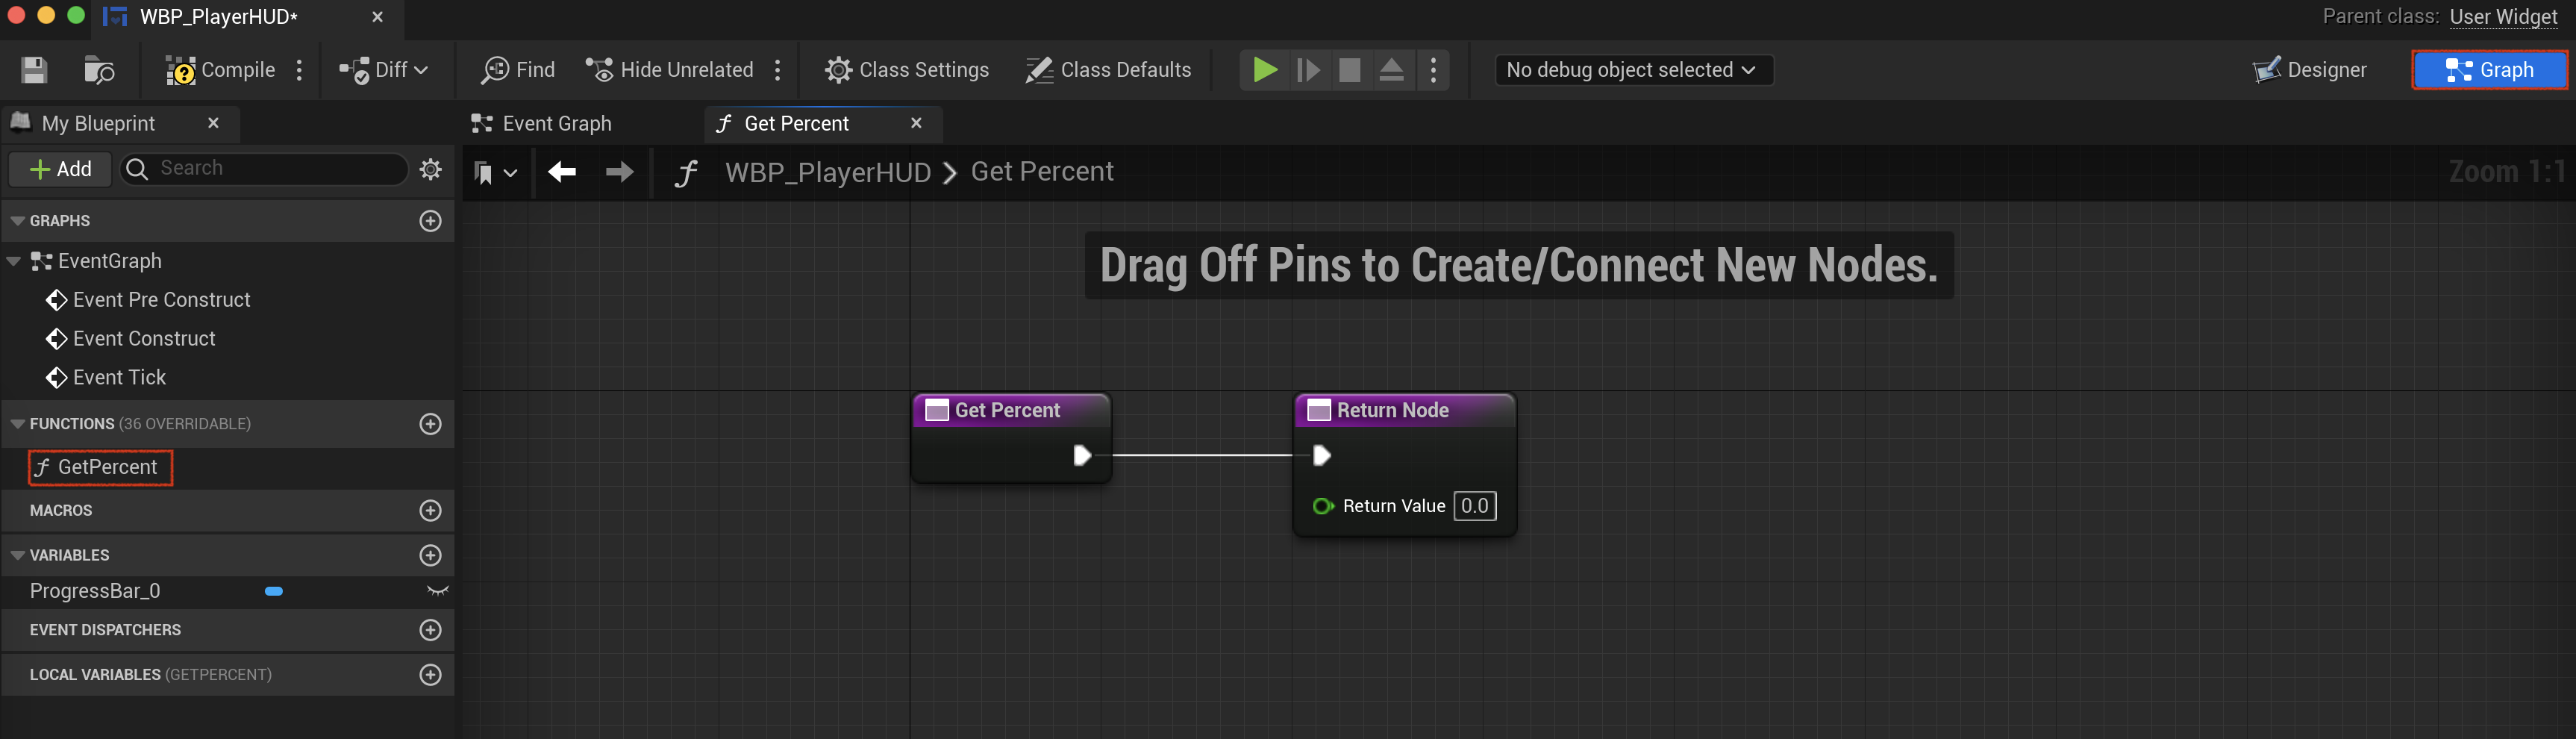 WBP_PlayerHUD*
Parent class: User Widget
Compile
Diff
Find
Hide Unrelated
Class Settings
Class Defaults
No debug object selected
Designer
Graph
My Blueprint
Event Graph
Get Percent
Add
Search
WBP_PlayerHUD > Get Percent
Zoom 1:1
GRAPHS
EventGraph
Event Pre Construct
Event Construct
Event Tick
FUNCTIONS (36 OVERRIDABLE)
GetPercent
MACROS
VARIABLES
ProgressBar_0
EVENT DISPATCHERS
LOCAL VARIABLES (GETPERCENT)
Drag Off Pins to Create/Connect New Nodes.
Get Percent
Return Node
Return Value 0.0